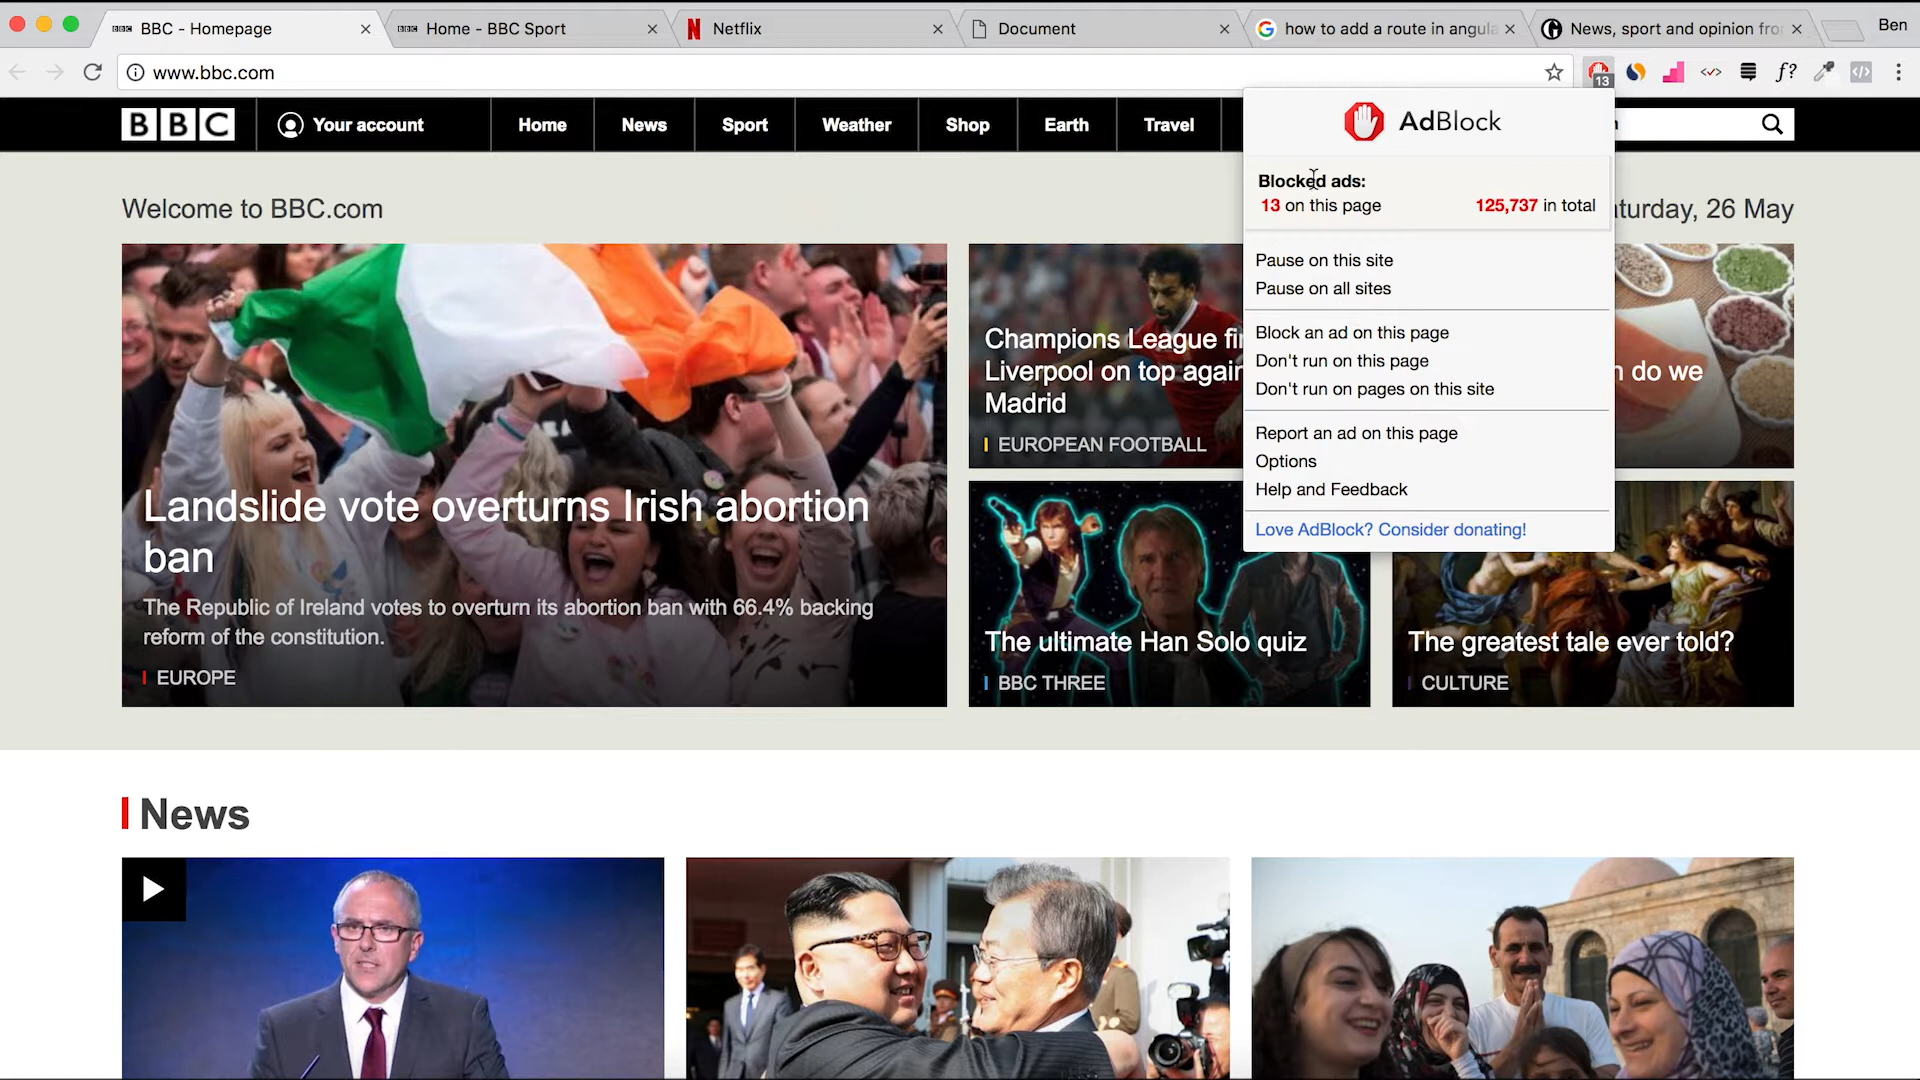 BBC - Homepage
Home - BBC Sport
Netflix
Document
how to add a route in angula
News, sport and opinion fro
Ben
www.bbc.com
13
f?
BBC
Your account
Home
News
Sport
Weather
Shop
Earth
Travel
AdBlock
Blocked ads:
13 on this page
125,737 in total
Pause on this site
Pause on all sites
Block an ad on this page
Don't run on this page
Don't run on pages on this site
Report an ad on this page
Options
Help and Feedback
Love AdBlock? Consider donating!
Welcome to BBC.com
turday, 26 May
Landslide vote overturns Irish abortion
ban
The Republic of Ireland votes to overturn its abortion ban with 66.4% backing
reform of the constitution.
EUROPE
Champions League fi
Liverpool on top again
Madrid
EUROPEAN FOOTBALL
do we
The ultimate Han Solo quiz
BBC THREE
The greatest tale ever told?
CULTURE
News